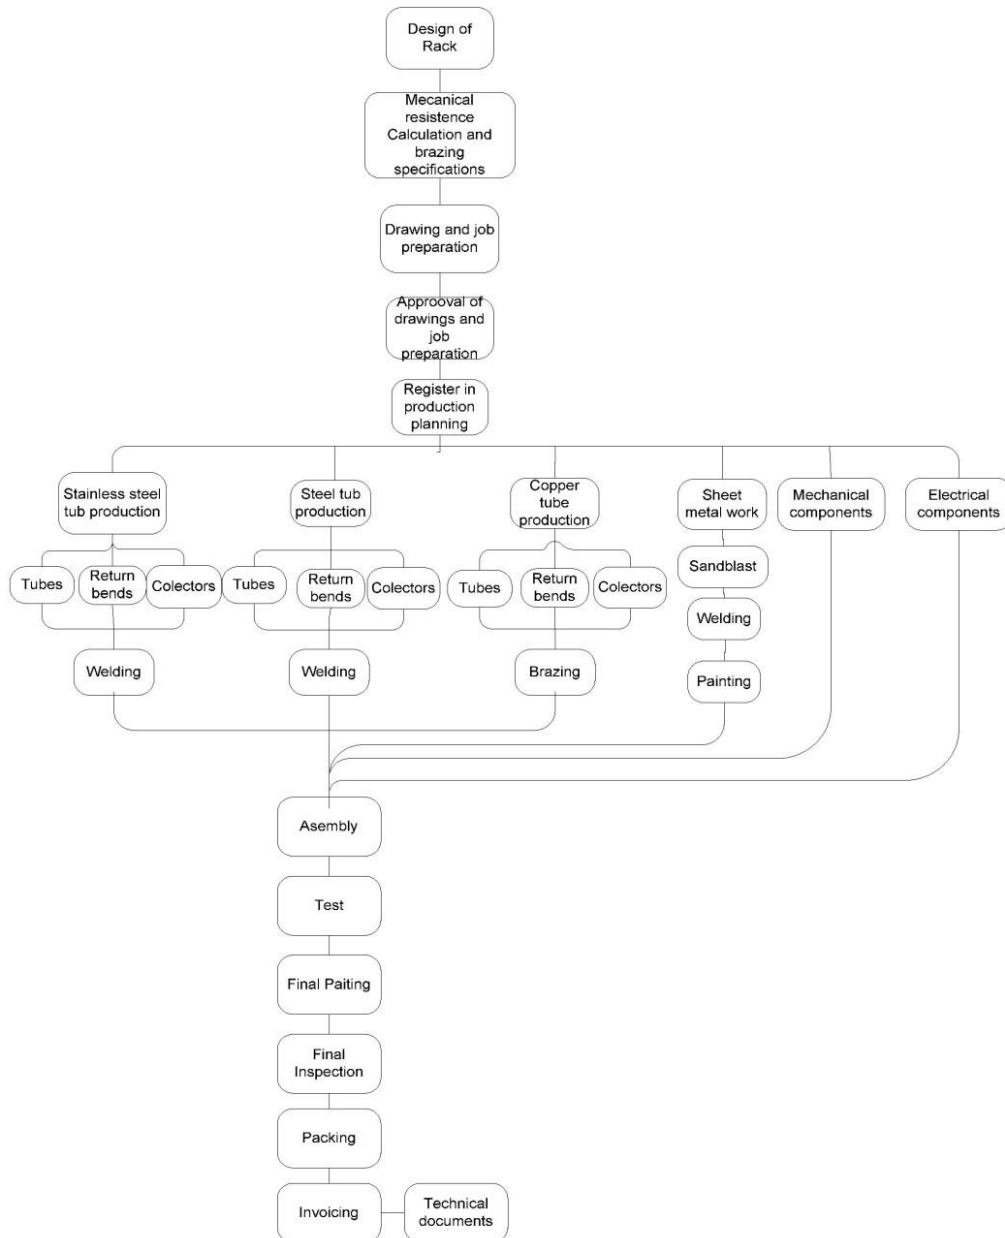 Design of
Rack
Mecanical
resistence
Calculation and
brazing
specifications
Drawing and job
preparation
Approoval of
drawings and
job
preparation
Register in
production
planning
Stainless steel
tub production
Steel tub
production
Copper
tube
production
Sheet
metal work
Mechanical
components
Electrical
components
Tubes
Return
bends
Colectors
Tubes
Return
bends
Colectors
Tubes
Return
bends
Colectors
Sandblast
Welding
Welding
Welding
Brazing
Painting
Asembly
Test
Final Paiting
Final
Inspection
Packing
Invoicing
Technical
documents